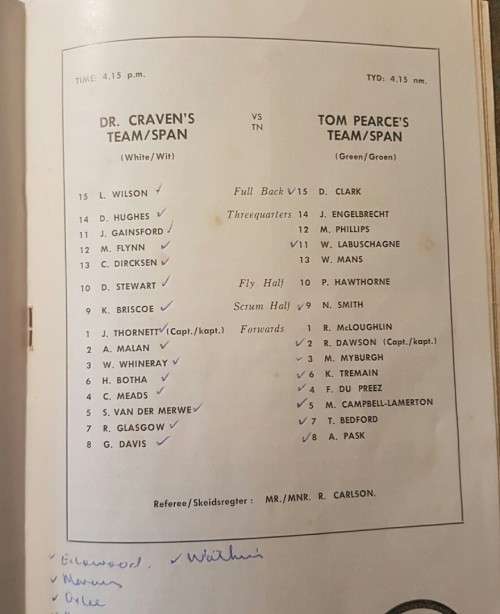 TIME: 4.15 p.m. TYD: 4.15 nm.
DR. CRAVEN'S TEAM/SPAN VS TN TOM PEARCE'S TEAM/SPAN
(White/Wit) (Green/Groen)
15 L. WILSON Full Back 15 D. CLARK
14 D. HUGHES Threequarters 14 J. ENGELBRECHT
11 J. GAINSFORD 12 M. PHILLIPS
12 M. FLYNN 11 W. LABUSCHAGNE
13 C. DIRCKSEN 13 W. MANS
10 D. STEWART Fly Half 10 P. HAWTHORNE
9 K. BRISCOE Scrum Half 9 N. SMITH
1 J. THORNETT (Capt./kapt.) Forwards 1 R. McLOUGHLIN
2 A. MALAN 2 R. DAWSON (Capt./kapt.)
3 W. WHINERAY 3 M. MYBURGH
6 H. BOTHA 6 K. TREMAIN
4 C. MEADS 4 F. DU PREEZ
5 S. VAN DER MERWE 5 M. CAMPBELL-LAMERTON
7 R. GLASGOW 7 T. BEDFORD
8 G. DAVIS 8 A. PASK
Referee/Skeidsregter: MR./MNR. R. CARLSON.